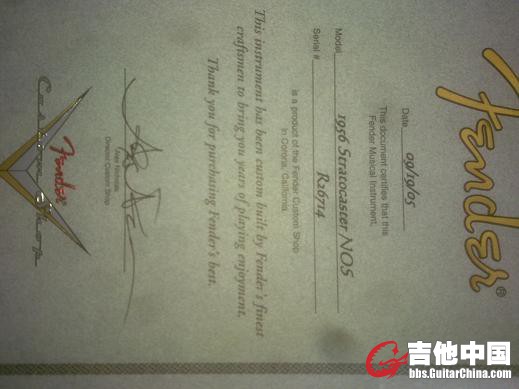 Fender®
Date 09/19/05
This document certifies that this
Fender Musical Instrument,
Model 1956 Stratocaster NOS
Serial # R26714
is a product of the Fender Custom Shop
in Corona, California.
This instrument has been custom built by Fender's finest
craftsmen to bring you years of playing enjoyment.
Thank you for purchasing Fender's best.
Director Custom Shop
Fender
Custom Shop
吉他中国
bbs.GuitarChina.com